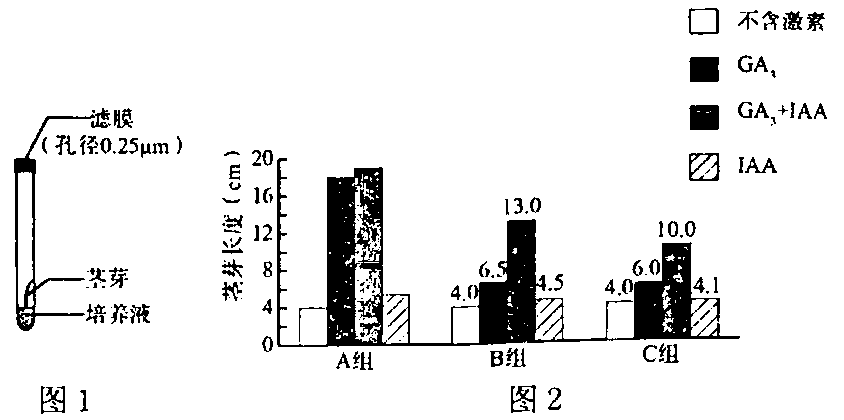 不含激素
GA₃
GA₃+IAA
IAA
滤膜
(孔径0.25μm)
茎芽
培养液
图1
茎芽长度(cm)
20
16
12
8
4
0
4.0
6.5
13.0
4.5
4.0
6.0
10.0
4.1
A组
B组
C组
图2